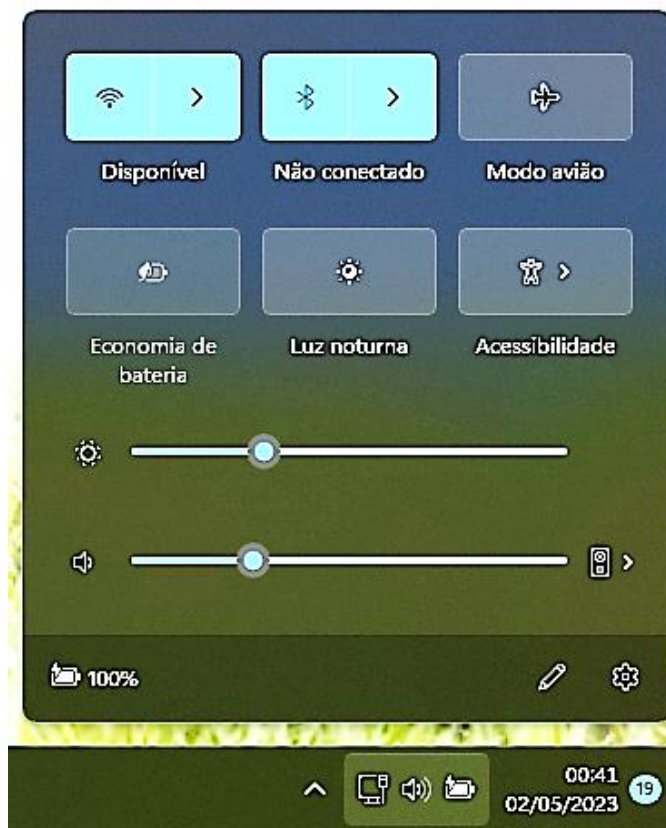 Disponível
Não conectado
Modo avião
Economia de
bateria
Luz noturna
Acessibilidade
100%
00:41
02/05/2023
19